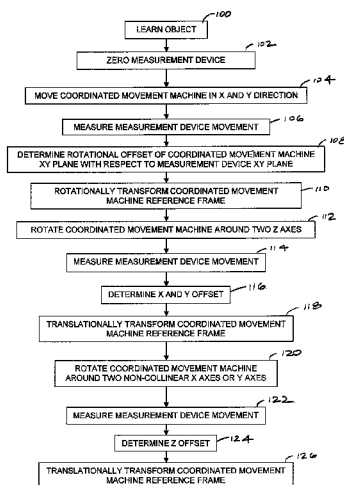 100
LEARN OBJECT
102
ZERO MEASUREMENT DEVICE
104
MOVE COORDINATED MOVEMENT MACHINE IN X AND Y DIRECTION
106
MEASURE MEASUREMENT DEVICE MOVEMENT
108
DETERMINE ROTATIONAL OFFSET OF COORDINATED MOVEMENT MACHINE
XY PLANE WITH RESPECT TO MEASUREMENT DEVICE XY PLANE
110
ROTATIONALLY TRANSFORM COORDINATED MOVEMENT
MACHINE REFERENCE FRAME
112
ROTATE COORDINATED MOVEMENT MACHINE AROUND TWO Z AXES
114
MEASURE MEASUREMENT DEVICE MOVEMENT
116
DETERMINE X AND Y OFFSET
118
TRANSLATIONALLY TRANSFORM COORDINATED MOVEMENT
MACHINE REFERENCE FRAME
120
ROTATE COORDINATED MOVEMENT MACHINE
AROUND TWO NON-COLLINEAR X AXES OR Y AXES
122
MEASURE MEASUREMENT DEVICE MOVEMENT
124
DETERMINE Z OFFSET
126
TRANSLATIONALLY TRANSFORM COORDINATED MOVEMENT
MACHINE REFERENCE FRAME